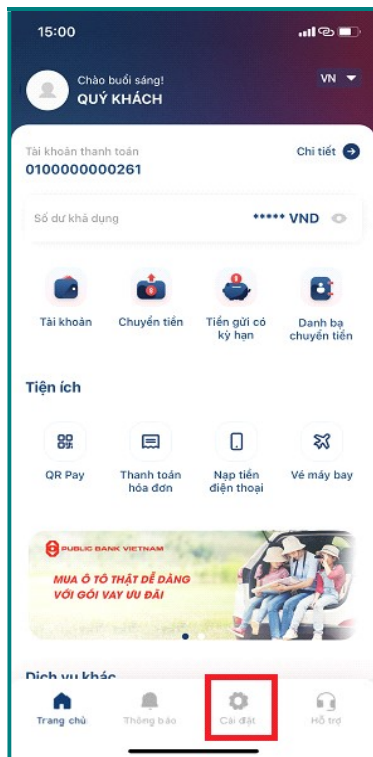 15:00
Chào buổi sáng!
QUÝ KHÁCH
VN
Tài khoản thanh toán
Chi tiết
0100000000261
Số dư khả dụng
***** VND
Tài khoản
Chuyển tiền
Tiền gửi có
kỳ hạn
Danh bạ
chuyển tiền
Tiện ích
QR Pay
Thanh toán
hóa đơn
Nạp tiền
điện thoại
Vé máy bay
PUBLIC BANK VIETNAM
MUA Ô TÔ THẬT DỄ DÀNG
VỚI GÓI VAY ƯU ĐÃI
Dịch vụ khác
Trang chủ
Thông báo
Cài đặt
Hỗ trợ